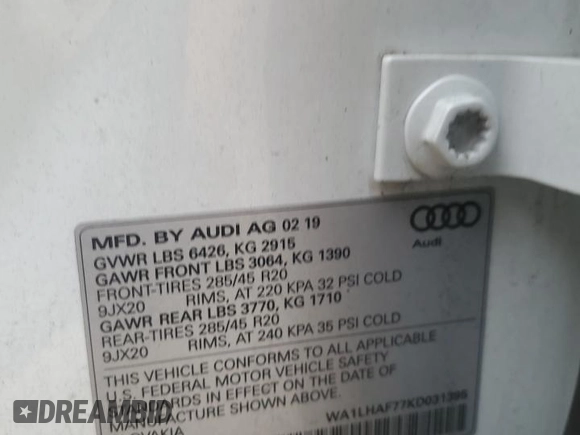 MFD. BY AUDI AG 02 19
GVWR LBS 6426, KG 2915
GAWR FRONT LBS 3064, KG 1390
FRONT-TIRES 285/45 R20
9JX20 RIMS, AT 220 KPA 32 PSI COLD
GAWR REAR LBS 3770, KG 1710
REAR-TIRES 285/45 R20
9JX20 RIMS, AT 240 KPA 35 PSI COLD
Audi
THIS VEHICLE CONFORMS TO ALL APPLICABLE
U.S. FEDERAL MOTOR VEHICLE SAFETY
STANDARDS IN EFFECT ON THE DATE OF
MANUFACTURE SHOWN ABOVE.
WA1LHAF77KD031395
DREAMBID